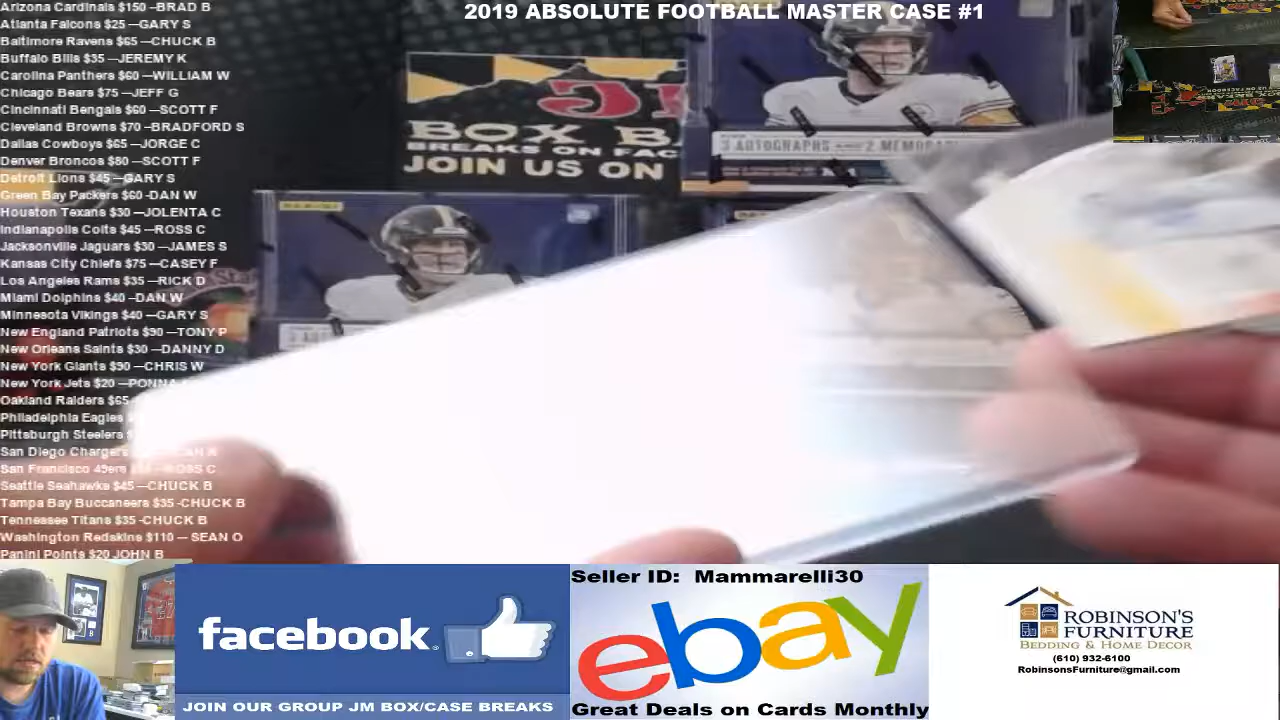 2019 ABSOLUTE FOOTBALL MASTER CASE #1
Arizona Cardinals $150 –BRAD B
Atlanta Falcons $25 —GARY S
Baltimore Ravens $65 —CHUCK B
Buffalo Bills $35 —JEREMY K
Carolina Panthers $60 —WILLIAM W
Chicago Bears $75 —JEFF G
Cincinnati Bengals $60 —SCOTT F
Cleveland Browns $70 —BRADFORD S
Dallas Cowboys $65 —JORGE C
Denver Broncos $80 —SCOTT F
Detroit Lions $45 —GARY S
Green Bay Packers $60 -DAN W
Houston Texans $30 —JOLENTA C
Indianapolis Colts $45 —ROSS C
Jacksonville Jaguars $30 —JAMES S
Kansas City Chiefs $75 —CASEY F
Los Angeles Rams $35 —RICK D
Miami Dolphins $40 –DAN W
Minnesota Vikings $40 —GARY S
New England Patriots $90 —TONY P
New Orleans Saints $30 —DANNY D
New York Giants $90 —CHRIS W
New York Jets $20
Oakland Raiders $65
Philadelphia Eagles
Pittsburgh Steelers
San Diego Chargers
San Francisco 49ers
Seattle Seahawks $45 —CHUCK B
Tampa Bay Buccaneers $35 -CHUCK B
Tennessee Titans $35 -CHUCK B
Washington Redskins $110 — SEAN O
Panini Points $20 JOHN B
BOX
BREAKS ON
JOIN US ON
3 AUTOGRAPHS AND 2
facebook.
JOIN OUR GROUP JM BOX/CASE BREAKS
Seller ID: Mammarelli30
ebay
Great Deals on Cards Monthly
ROBINSON'S
FURNITURE
BEDDING & HOME DECOR
(610) 932-6100
RobinsonsFurniture@gmail.com